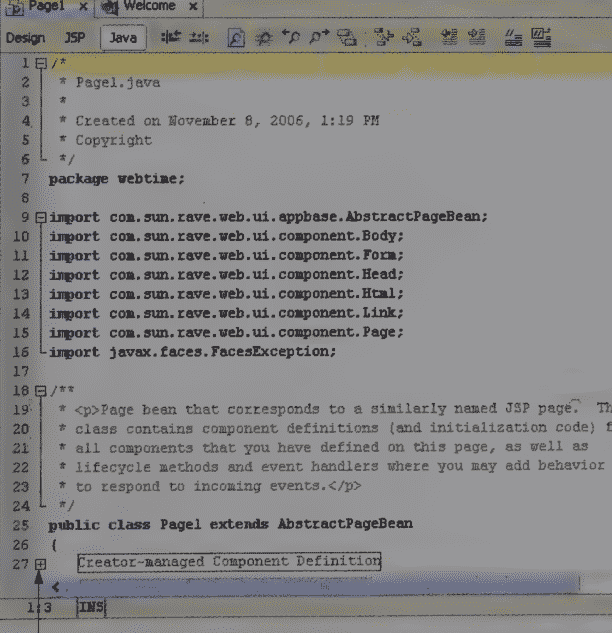 Page1 x Welcome x
Design JSP Java
1 /*
2 * Page1.java
3 *
4 * Created on November 8, 2006, 1:19 PM
5 * Copyright
6 */
7 package webtime;
8
9 import com.sun.rave.web.ui.appbase.AbstractPageBean;
10 import com.sun.rave.web.ui.component.Body;
11 import com.sun.rave.web.ui.component.Form;
12 import com.sun.rave.web.ui.component.Head;
13 import com.sun.rave.web.ui.component.Html;
14 import com.sun.rave.web.ui.component.Link;
15 import com.sun.rave.web.ui.component.Page;
16 import javax.faces.FacesException;
17
18 /**
19 * <p>Page bean that corresponds to a similarly named JSP page. Th
20 * class contains component definitions (and initialization code) f
21 * all components that you have defined on this page, as well as
22 * lifecycle methods and event handlers where you may add behavior
23 * to respond to incoming events.</p>
24 */
25 public class Page1 extends AbstractPageBean
26 {
27 Creator-managed Component Definition
1:3 INS